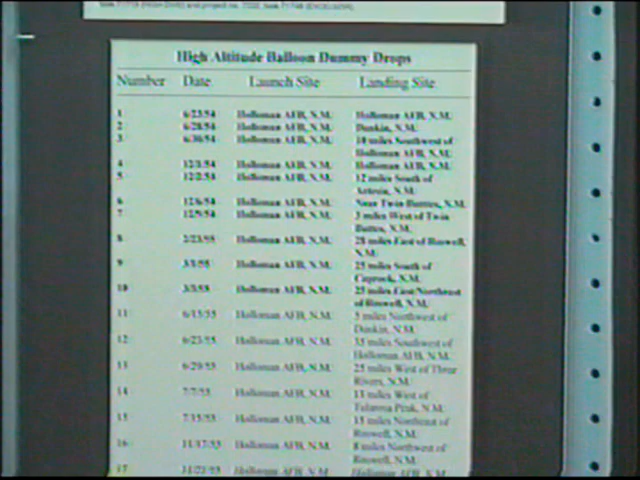 High Altitude Balloon Dummy Drops
Number Date Launch Site Landing Site
1 6/23/54 Holloman AFB, N.M. Holloman AFB, N.M.
2 6/28/54 Holloman AFB, N.M. Dunkin, N.M.
3 6/30/54 Holloman AFB, N.M. 10 miles Southwest of
Holloman AFB, N.M.
4 12/1/54 Holloman AFB, N.M. Holloman AFB, N.M.
5 12/2/54 Holloman AFB, N.M. 12 miles South of
Artesia, N.M.
6 12/6/54 Holloman AFB, N.M. Near Twin Buttes, N.M.
7 12/9/54 Holloman AFB, N.M. 3 miles West of Twin
Buttes, N.M.
8 2/23/55 Holloman AFB, N.M. 28 miles East of Roswell,
N.M.
9 3/1/55 Holloman AFB, N.M. 25 miles South of
Caprock, N.M.
10 3/3/55 Holloman AFB, N.M. 25 miles East/Northeast
of Roswell, N.M.
11 6/15/55 Holloman AFB, N.M. 5 miles Northwest of
Dunkin, N.M.
12 6/23/55 Holloman AFB, N.M. 35 miles Southwest of
Holloman AFB, N.M.
13 6/29/55 Holloman AFB, N.M. 25 miles West of Three
Rivers, N.M.
14 7/7/55 Holloman AFB, N.M. 13 miles West of
Tularosa Peak, N.M.
15 7/15/55 Holloman AFB, N.M. 15 miles Northeast of
Roswell, N.M.
16 11/17/55 Holloman AFB, N.M. 8 miles Northwest of
Roswell, N.M.
17 Holloman AFB, N.M. Holloman AFB, N.M.